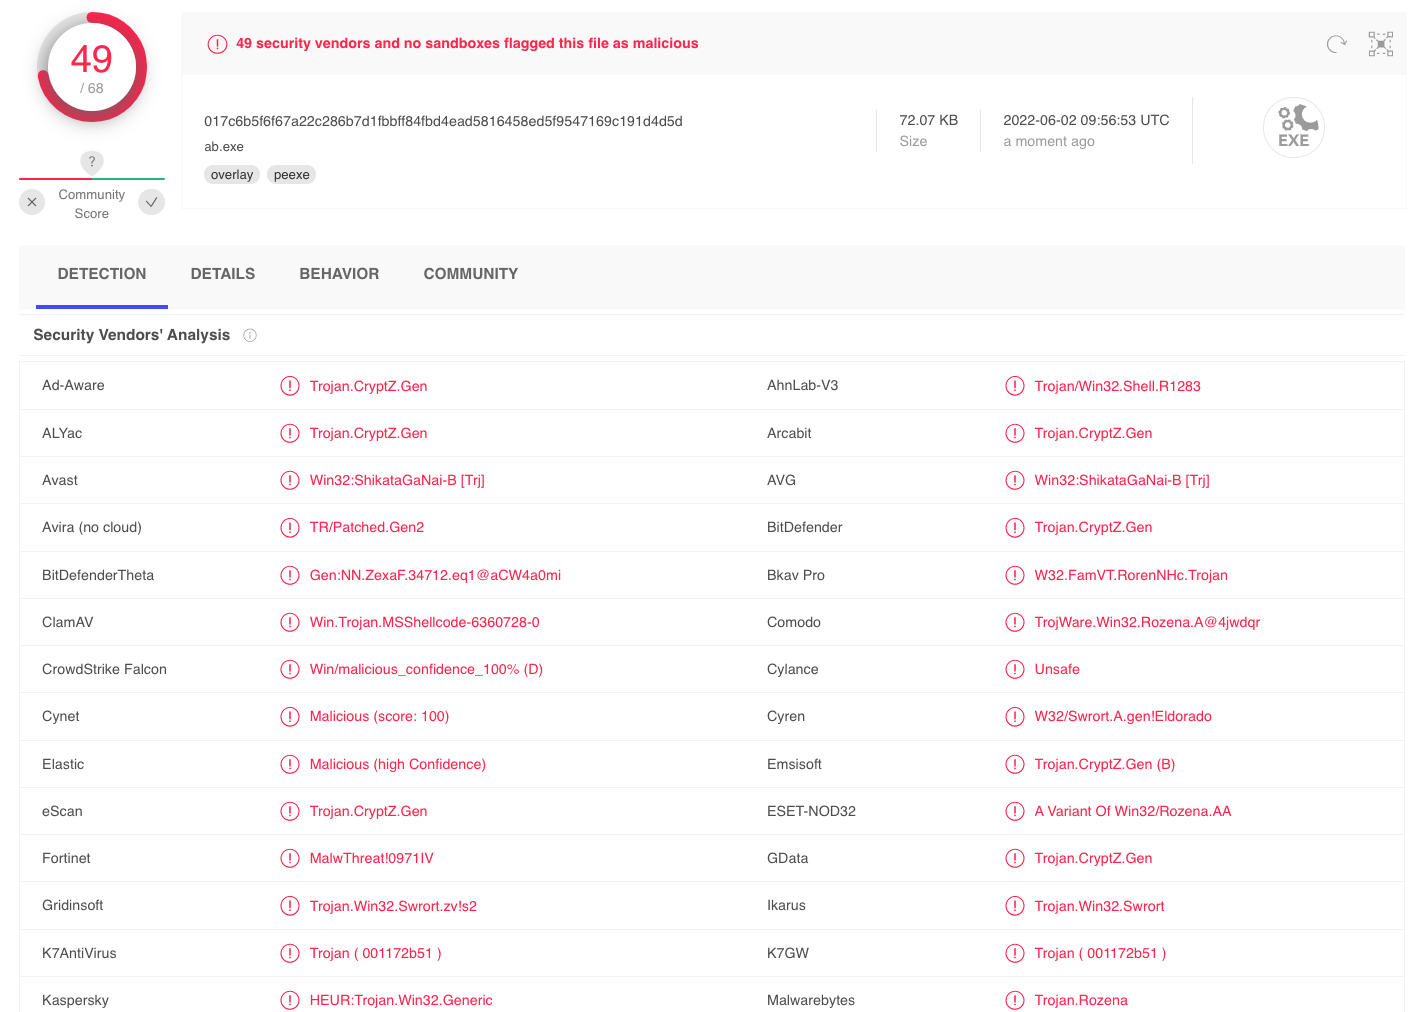 49
/ 68
?
Community
Score
49 security vendors and no sandboxes flagged this file as malicious
017c6b5f6f67a22c286b7d1fbbff84fbd4ead5816458ed5f9547169c191d4d5d
ab.exe
overlay peexe
72.07 KB
Size
2022-06-02 09:56:53 UTC
a moment ago
EXE
DETECTION DETAILS BEHAVIOR COMMUNITY
Security Vendors' Analysis
Ad-Aware Trojan.CryptZ.Gen AhnLab-V3 Trojan/Win32.Shell.R1283
ALYac Trojan.CryptZ.Gen Arcabit Trojan.CryptZ.Gen
Avast Win32:ShikataGaNai-B [Trj] AVG Win32:ShikataGaNai-B [Trj]
Avira (no cloud) TR/Patched.Gen2 BitDefender Trojan.CryptZ.Gen
BitDefenderTheta Gen:NN.ZexaF.34712.eq1@aCW4a0mi Bkav Pro W32.FamVT.RorenNHc.Trojan
ClamAV Win.Trojan.MSShellcode-6360728-0 Comodo TrojWare.Win32.Rozena.A@4jwdqr
CrowdStrike Falcon Win/malicious_confidence_100% (D) Cylance Unsafe
Cynet Malicious (score: 100) Cyren W32/Swrort.A.gen!Eldorado
Elastic Malicious (high Confidence) Emsisoft Trojan.CryptZ.Gen (B)
eScan Trojan.CryptZ.Gen ESET-NOD32 A Variant Of Win32/Rozena.AA
Fortinet MalwThreat!0971IV GData Trojan.CryptZ.Gen
Gridinsoft Trojan.Win32.Swrort.zv!s2 Ikarus Trojan.Win32.Swrort
K7AntiVirus Trojan ( 001172b51 ) K7GW Trojan ( 001172b51 )
Kaspersky HEUR:Trojan.Win32.Generic Malwarebytes Trojan.Rozena